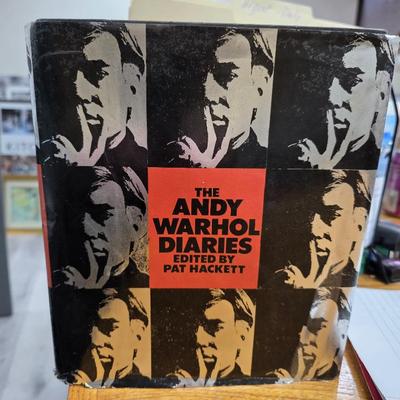 THE
ANDY
WARHOL
DIARIES
EDITED BY
PAT HACKETT